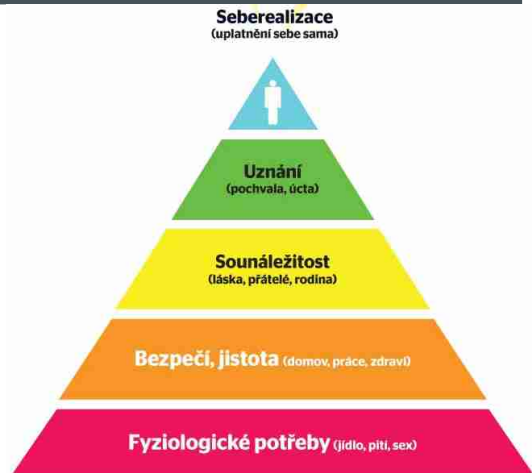 Seberealizace
(uplatnění sebe sama)
Uznání
(pochvala, úcta)
Sounáležitost
(láska, přátelé, rodina)
Bezpečí, jistota (domov, práce, zdraví)
Fyziologické potřeby (jídlo, pití, sex)